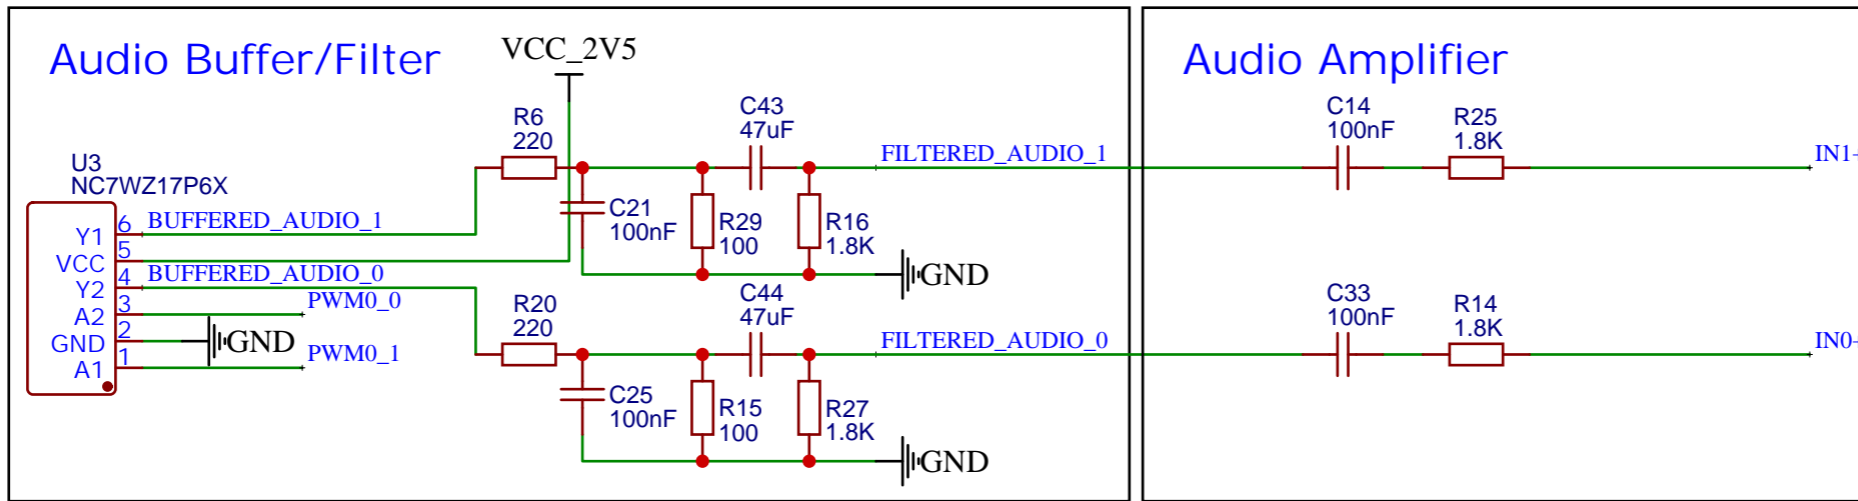 Audio Buffer/Filter
VCC_2V5
U3
NC7WZ17P6X
Y1
VCC
Y2
A2
GND
A1
6
5
4
3
2
1
BUFFERED_AUDIO_1
BUFFERED_AUDIO_0
PWM0_0
GND
PWM0_1
R6
220
C21
100nF
C43
47uF
R29
100
R16
1.8K
FILTERED_AUDIO_1
GND
R20
220
C25
100nF
C44
47uF
R15
100
R27
1.8K
FILTERED_AUDIO_0
GND
Audio Amplifier
C14
100nF
R25
1.8K
IN1+
C33
100nF
R14
1.8K
IN0+